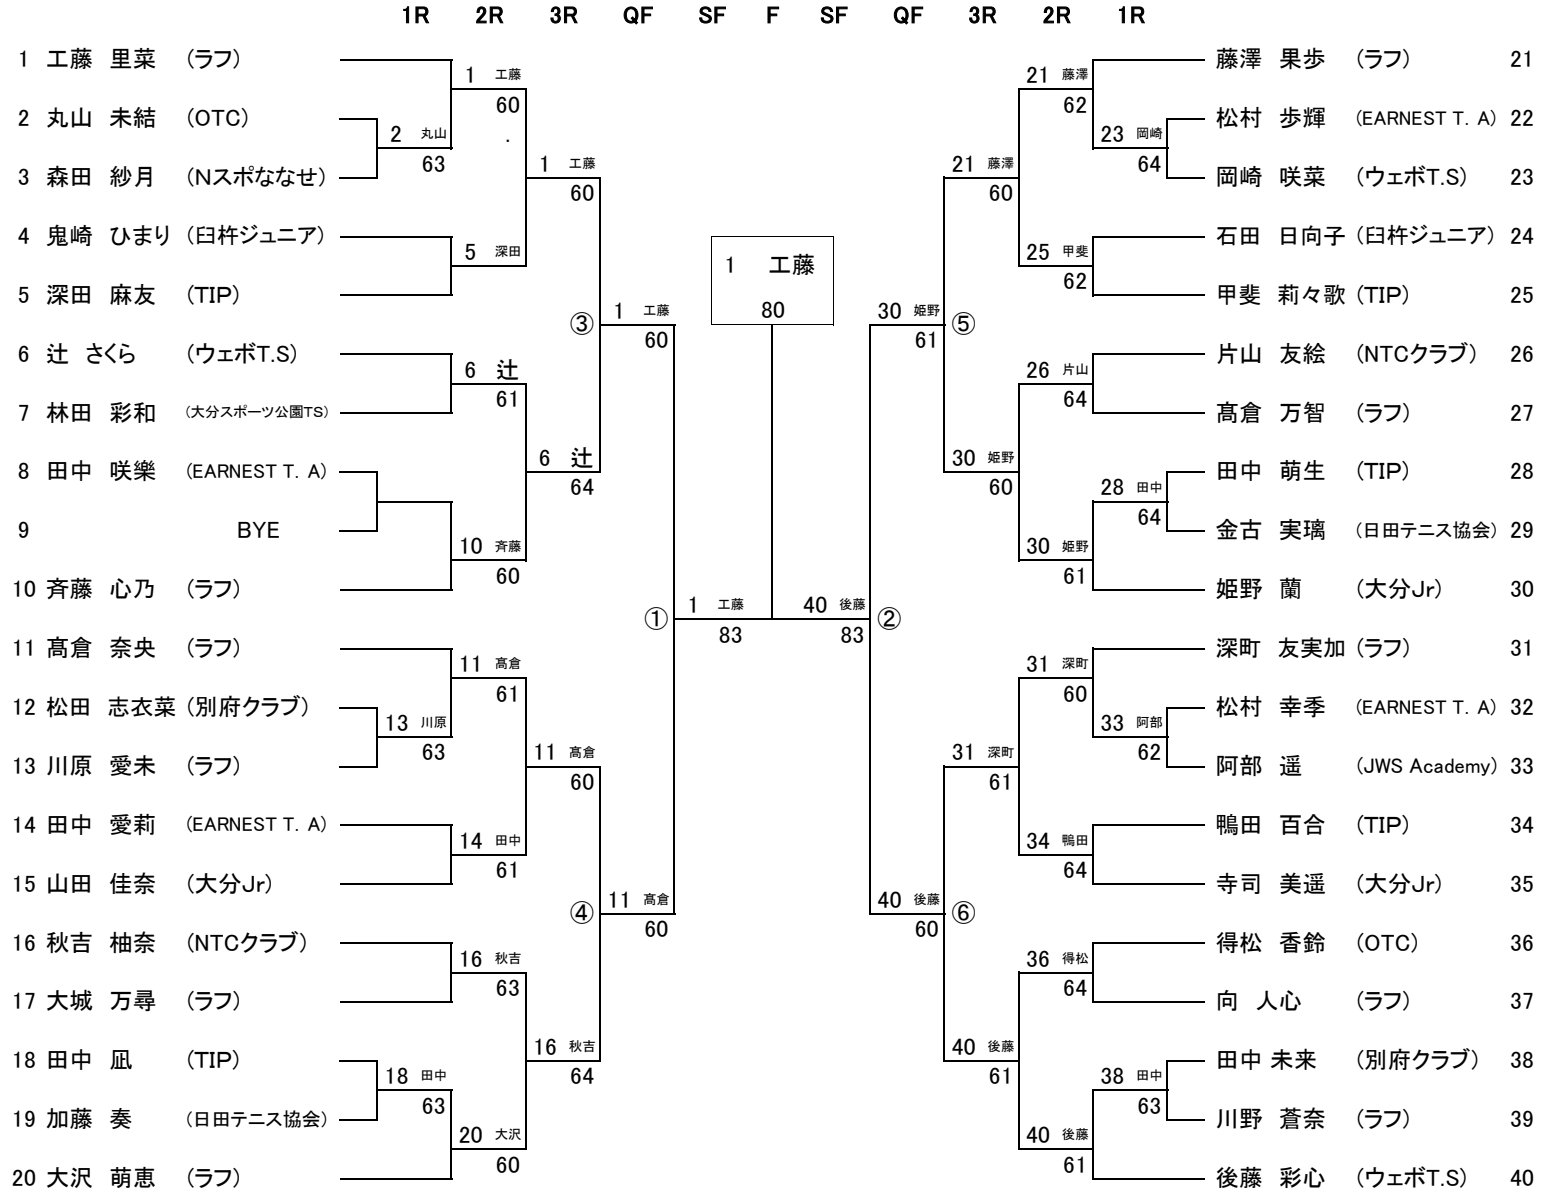 1R 2R 3R QF SF F SF QF 3R 2R 1R
1 工藤 里菜 (ラフ)
2 丸山 未結 (OTC)
3 森田 紗月 (Nスポななせ)
4 鬼崎 ひまり (臼杵ジュニア)
5 深田 麻友 (TIP)
6 辻 さくら (ウェボT.S)
7 林田 彩和 (大分スポーツ公園TS)
8 田中 咲樂 (EARNEST T. A)
9 BYE
10 斉藤 心乃 (ラフ)
11 髙倉 奈央 (ラフ)
12 松田 志衣菜 (別府クラブ)
13 川原 愛未 (ラフ)
14 田中 愛莉 (EARNEST T. A)
15 山田 佳奈 (大分Jr)
16 秋吉 柚奈 (NTCクラブ)
17 大城 万尋 (ラフ)
18 田中 凪 (TIP)
19 加藤 奏 (日田テニス協会)
20 大沢 萌恵 (ラフ)
2 丸山
63
13 川原
63
18 田中
63
1 工藤
60
.
5 深田
6 辻
61
10 斉藤
60
11 髙倉
61
14 田中
61
16 秋吉
63
20 大沢
60
1 工藤
60
6 辻
64
11 髙倉
60
16 秋吉
64
③
1 工藤
60
④
11 髙倉
60
①
1 工藤
83
1 工藤
80
40 後藤
83
②
30 姫野
61
⑤
40 後藤
60
⑥
21 藤澤
60
30 姫野
60
31 深町
61
40 後藤
61
21 藤澤
62
25 甲斐
62
26 片山
64
30 姫野
61
31 深町
60
34 鴨田
64
36 得松
64
40 後藤
61
23 岡崎
64
28 田中
64
33 阿部
62
38 田中
63
藤澤 果歩 (ラフ) 21
松村 歩輝 (EARNEST T. A) 22
岡崎 咲菜 (ウェボT.S) 23
石田 日向子 (臼杵ジュニア) 24
甲斐 莉々歌 (TIP) 25
片山 友絵 (NTCクラブ) 26
髙倉 万智 (ラフ) 27
田中 萌生 (TIP) 28
金古 実璃 (日田テニス協会) 29
姫野 蘭 (大分Jr) 30
深町 友実加 (ラフ) 31
松村 幸季 (EARNEST T. A) 32
阿部 遥 (JWS Academy) 33
鴨田 百合 (TIP) 34
寺司 美遥 (大分Jr) 35
得松 香鈴 (OTC) 36
向 人心 (ラフ) 37
田中 未来 (別府クラブ) 38
川野 蒼奈 (ラフ) 39
後藤 彩心 (ウェボT.S) 40